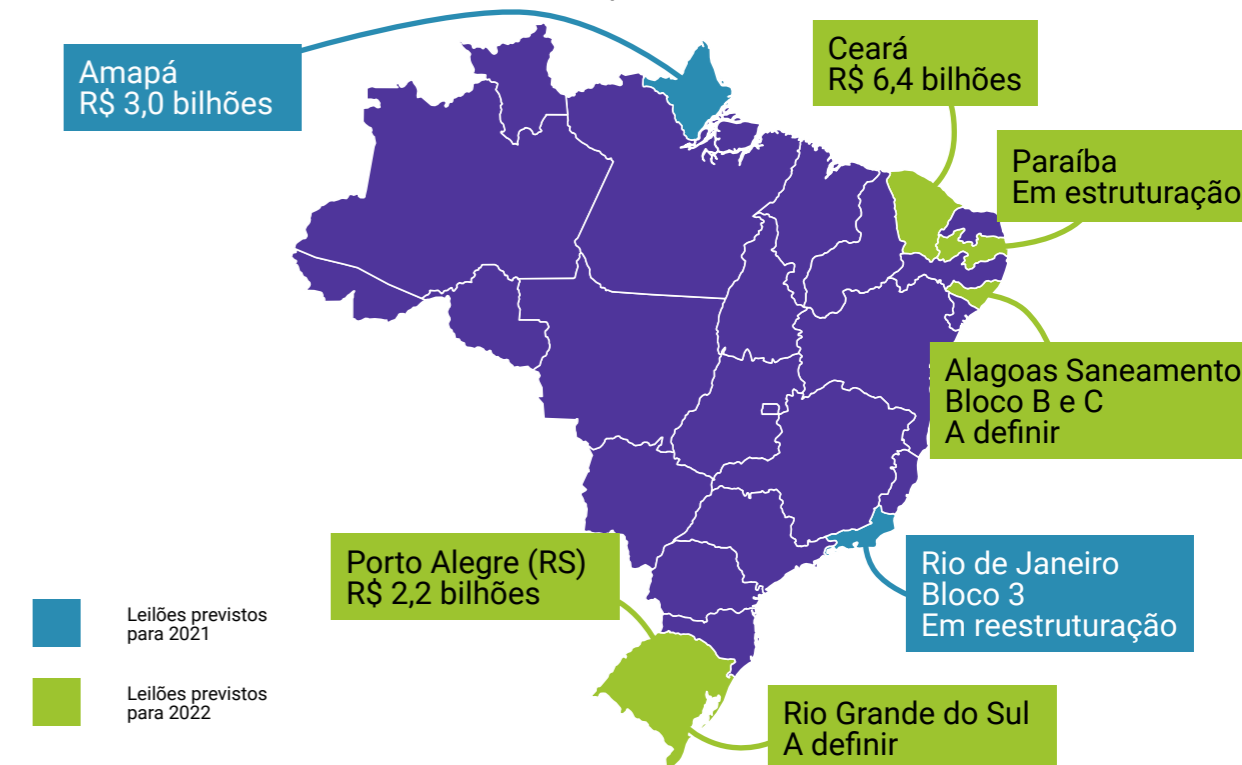 Amapá
R$ 3,0 bilhões
Ceará
R$ 6,4 bilhões
Paraíba
Em estruturação
Alagoas Saneamento
Bloco B e C
A definir
Porto Alegre (RS)
R$ 2,2 bilhões
Rio de Janeiro
Bloco 3
Em reestruturação
Leilões previstos
para 2021
Leilões previstos
para 2022
Rio Grande do Sul
A definir